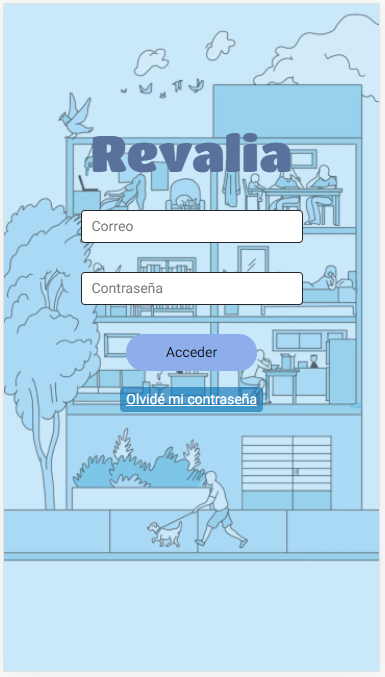 Revalia
Correo
Contraseña
Acceder
Olvidé mi contraseña